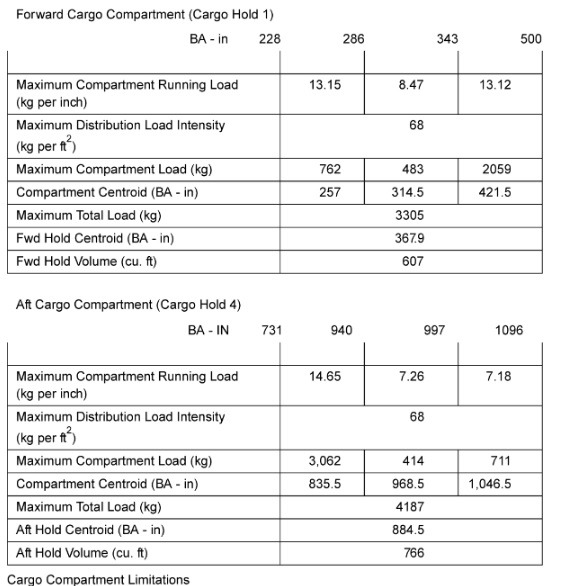 Forward Cargo Compartment (Cargo Hold 1)
BA - in 228 286 343 500
Maximum Compartment Running Load 13.15 8.47 13.12
(kg per inch)
Maximum Distribution Load Intensity 68
(kg per ft²)
Maximum Compartment Load (kg) 762 483 2059
Compartment Centroid (BA - in) 257 314.5 421.5
Maximum Total Load (kg) 3305
Fwd Hold Centroid (BA - in) 367.9
Fwd Hold Volume (cu. ft) 607
Aft Cargo Compartment (Cargo Hold 4)
BA - IN 731 940 997 1096
Maximum Compartment Running Load 14.65 7.26 7.18
(kg per inch)
Maximum Distribution Load Intensity 68
(kg per ft²)
Maximum Compartment Load (kg) 3,062 414 711
Compartment Centroid (BA - in) 835.5 968.5 1,046.5
Maximum Total Load (kg) 4187
Aft Hold Centroid (BA - in) 884.5
Aft Hold Volume (cu. ft) 766
Cargo Compartment Limitations